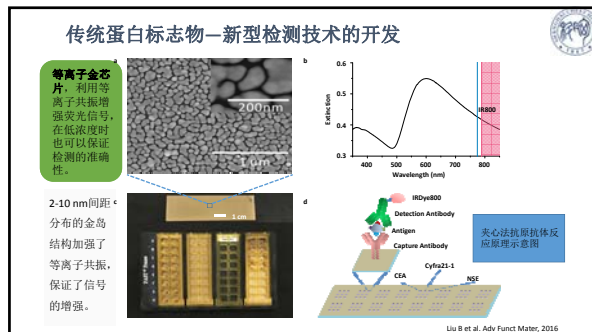 传统蛋白标志物—新型检测技术的开发
等离子金芯
片，利用等
离子共振增
强荧光信号，
在低浓度时
也可以保证
检测的准确
性。
2-10 nm间距
分布的金岛
结构加强了
等离子共振，
保证了信号
的增强。
a
200nm
1 um
b
0.6
0.5
0.4
0.3
Extinction
IR800
400
500
600
700
800
Wavelength (nm)
c
1 cm
d
IRDye800
Detection Antibody
Antigen
Capture Antibody
Cyfra21-1
CEA
NSE
夹心法抗原抗体反
应原理示意图
Liu B et al. Adv Funct Mater, 2016